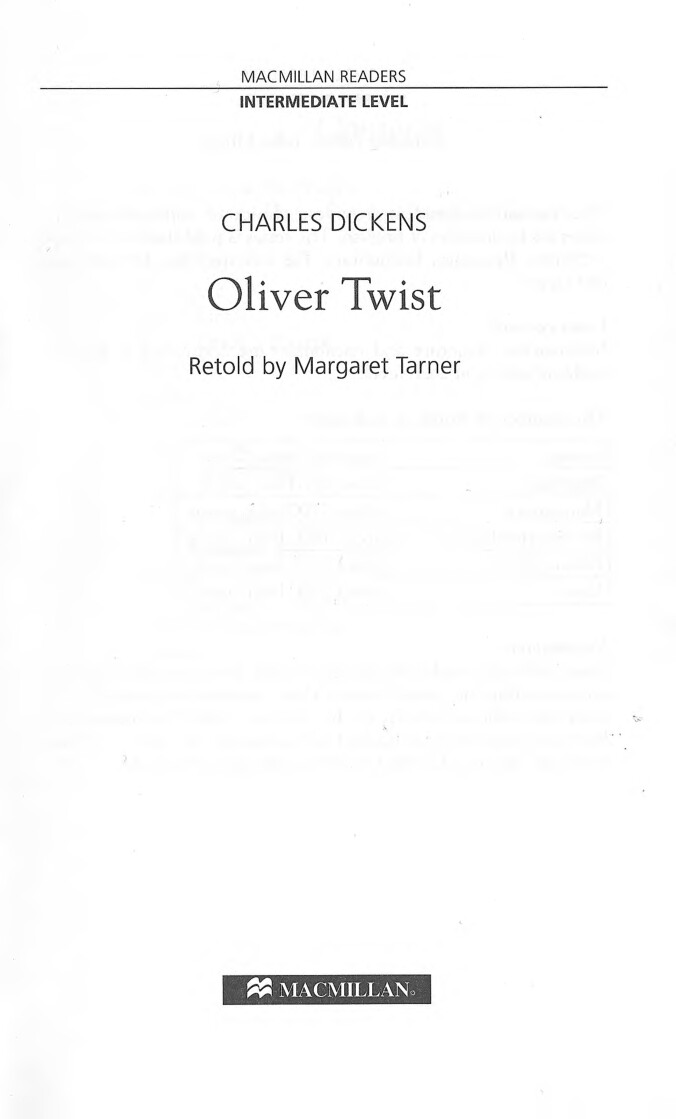 MACMILLAN READERS
INTERMEDIATE LEVEL
CHARLES DICKENS
Oliver Twist
Retold by Margaret Tarner
MACMILLAN